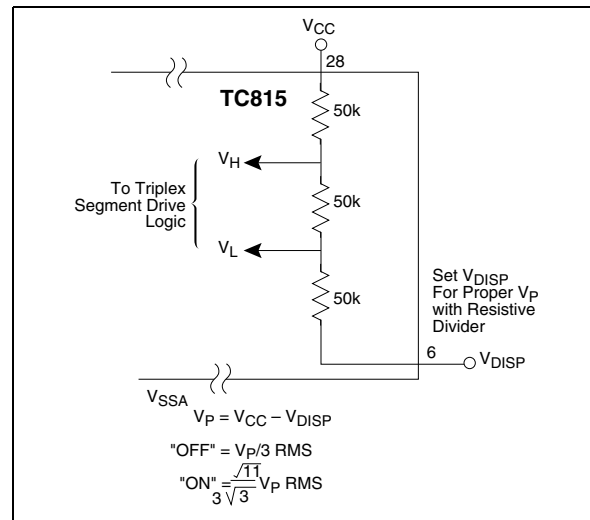 VCC
28
TC815
50k
VH
To Triplex
Segment Drive
Logic
50k
VL
50k
Set VDISP
For Proper VP
with Resistive
Divider
6
VDISP
VSSA
VP = VCC – VDISP
"OFF" = VP/3 RMS
"ON" = √11/3√3 VP RMS